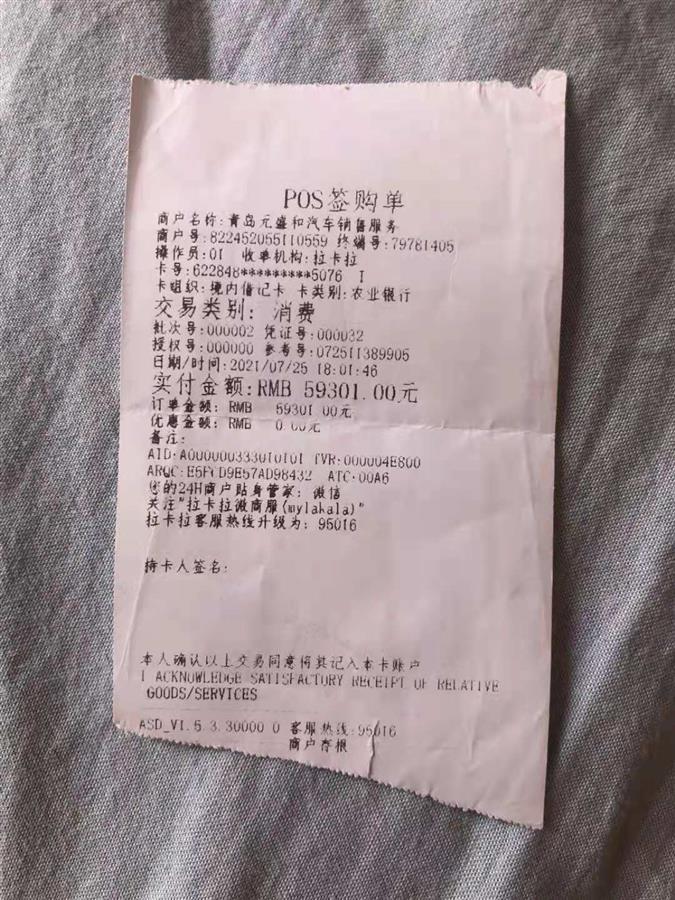 POS签购单
商户名称:青岛元盛和汽车销售服务
商户号:822452055110559 终端号:79781405
操作员:01 收单机构:拉卡拉
卡号:622848*********5076 I
卡组织:境内借记卡 卡类别:农业银行
交易类别: 消费
批次号:000002 凭证号:000032
授权号:000000 参考号:072511389905
日期/时间:2021/07/25 18:01:46
实付金额:RMB 59301.00元
订单金额: RMB 59301.00元
优惠金额: RMB 0.00元
备注:
AID:A000000333010101 TVR:000004E800
ARQC:E5FCD9E57AD98432 ATC:00A6
您的24H商户贴身管家: 微信
关注"拉卡拉微商服(mylakala)"
拉卡拉客服热线升级为: 95016
持卡人签名:
本人确认以上交易同意将其记入本卡账户
I ACKNOWLEDGE SATISFACTORY RECEIPT OF RELATIVE
GOODS/SERVICES
ASD_V1.5.3.30000 0 客服热线:95016
商户存根